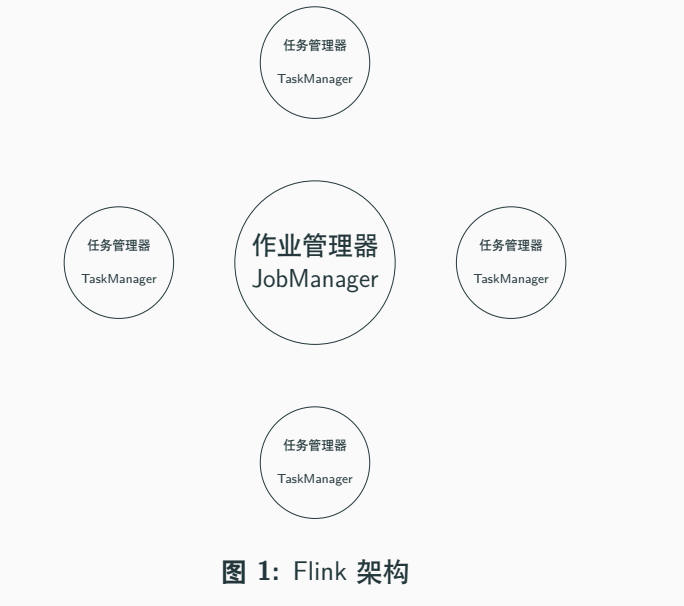 任务管理器
TaskManager
任务管理器
TaskManager
作业管理器
JobManager
任务管理器
TaskManager
任务管理器
TaskManager
图 1: Flink 架构